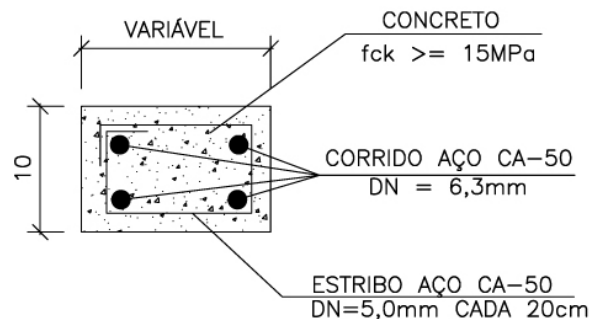 VARIÁVEL
CONCRETO
fck >= 15MPa
10
CORRIDO AÇO CA-50
DN = 6,3mm
ESTRIBO AÇO CA-50
DN=5,0mm CADA 20cm